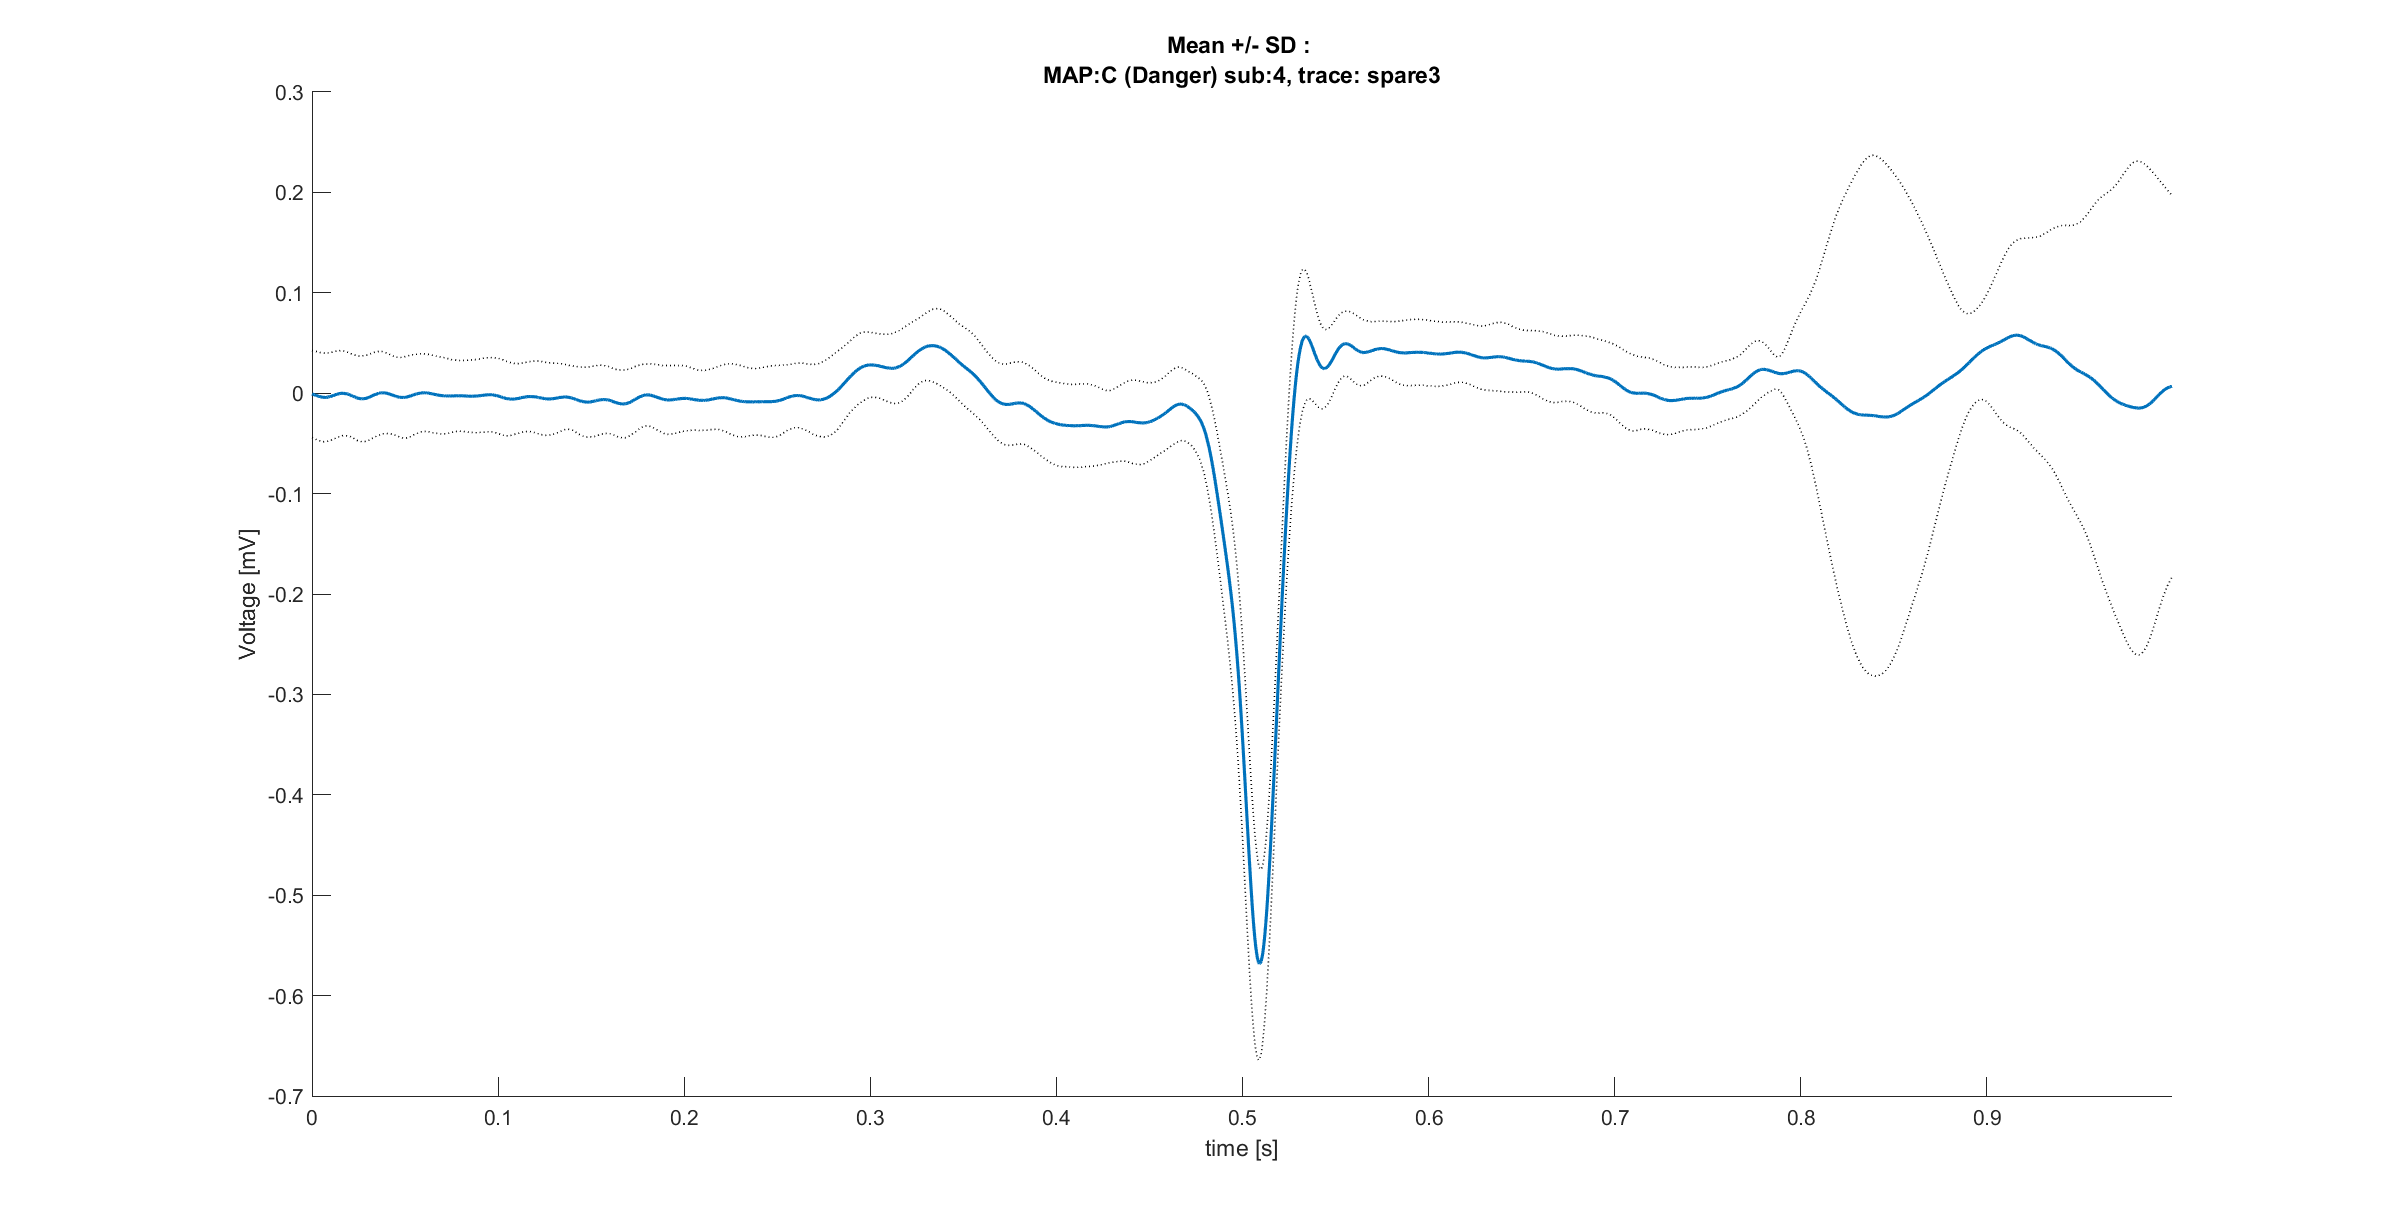 Mean +/- SD :
MAP:C (Danger) sub:4, trace: spare3
0.3
0.2
0.1
0
-0.1
-0.2
-0.3
-0.4
-0.5
-0.6
-0.7
Voltage [mV]
0 0.1 0.2 0.3 0.4 0.5 0.6 0.7 0.8 0.9
time [s]